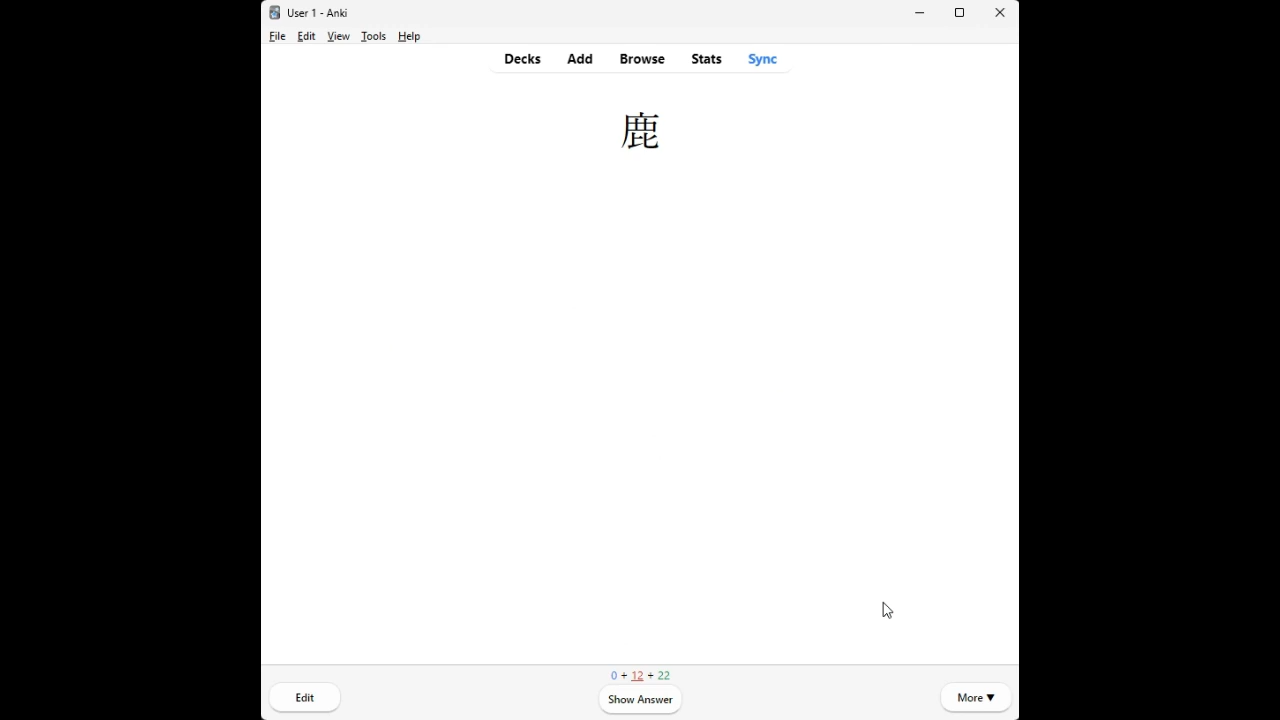 User 1 - Anki
File Edit View Tools Help
Decks Add Browse Stats Sync
鹿
0 + 12 + 22
Edit Show Answer More ▼